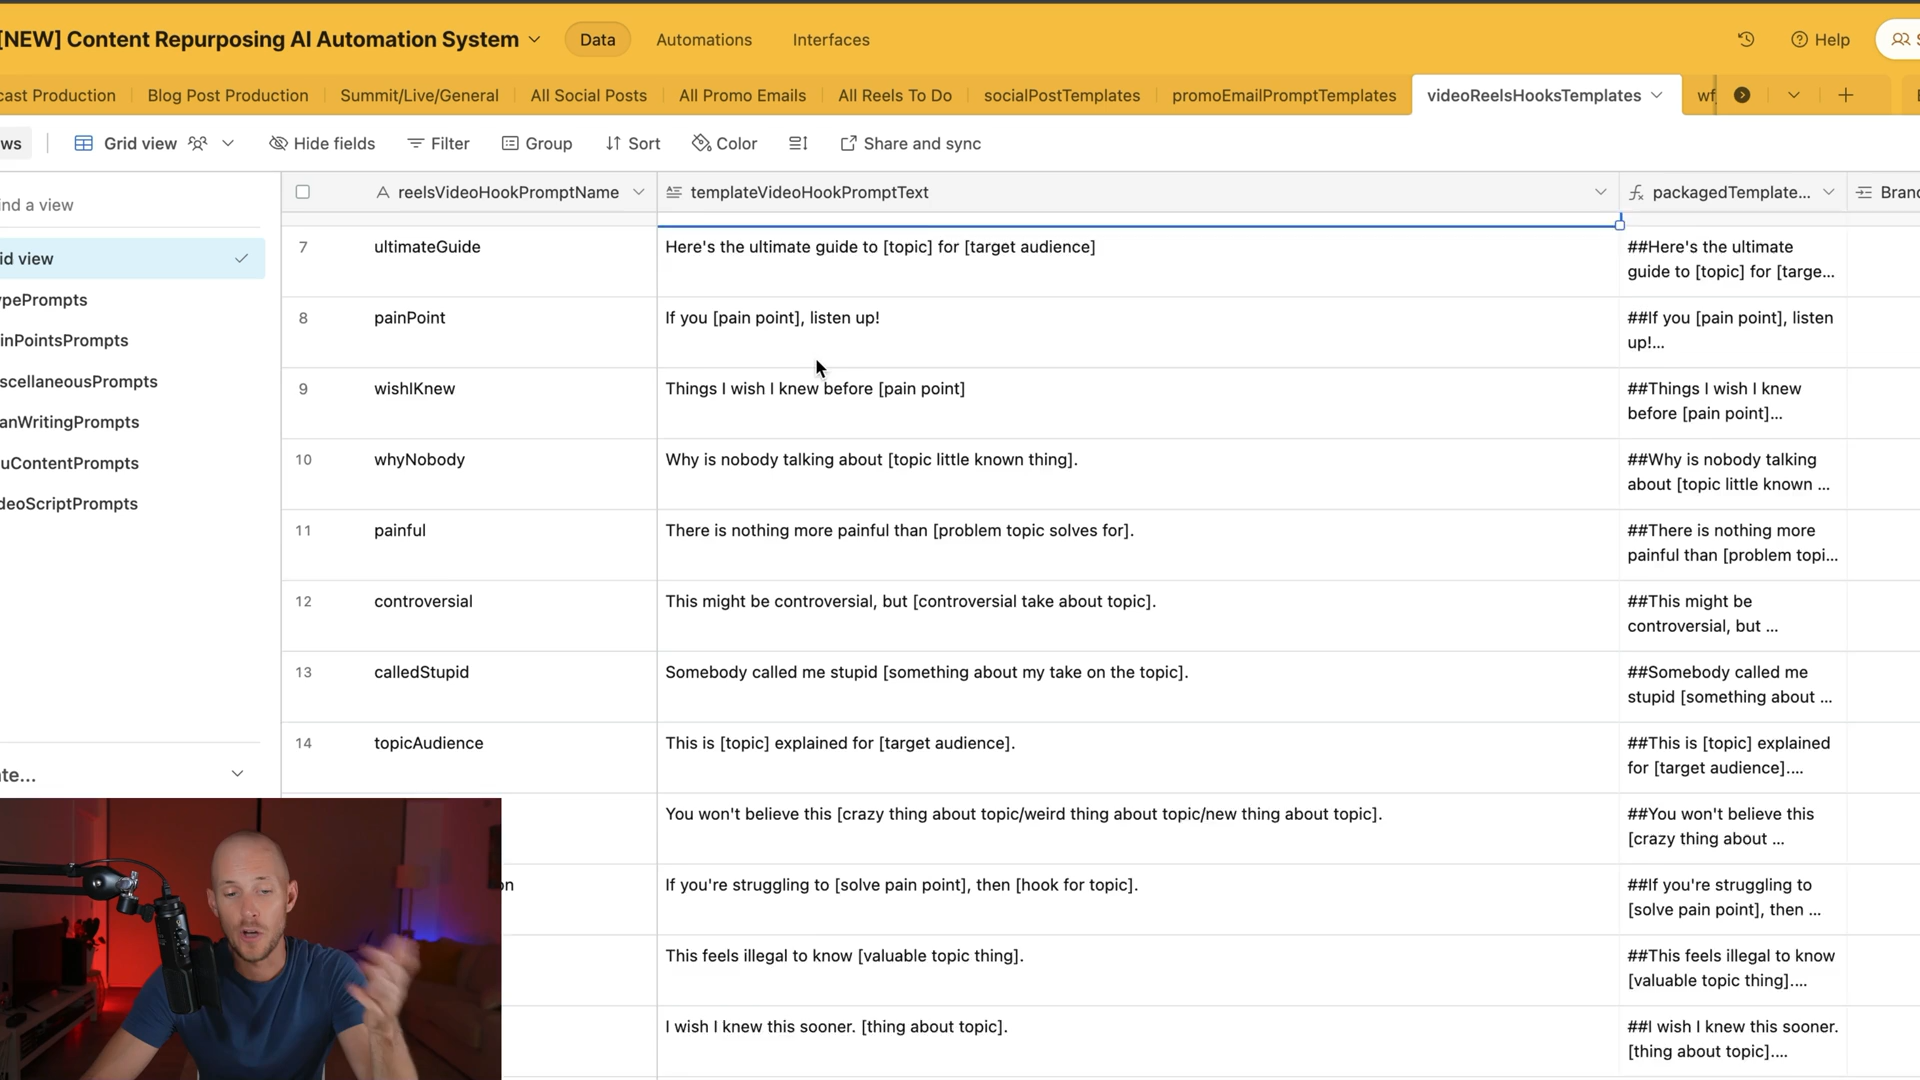 [NEW] Content Repurposing AI Automation System
Data
Automations
Interfaces
Help
cast Production
Blog Post Production
Summit/Live/General
All Social Posts
All Promo Emails
All Reels To Do
socialPostTemplates
promoEmailPromptTemplates
videoReelsHooksTemplates
wf
ws
Grid view
Hide fields
Filter
Group
Sort
Color
Share and sync
ind a view
id view
ypePrompts
inPointsPrompts
scellaneousPrompts
anWritingPrompts
uContentPrompts
deoScriptPrompts
ate...
reelsVideoHookPromptName
templateVideoHookPromptText
packagedTemplate...
Branc
7
ultimateGuide
Here's the ultimate guide to [topic] for [target audience]
##Here's the ultimate
guide to [topic] for [targe...
8
painPoint
If you [pain point], listen up!
##If you [pain point], listen
up!...
9
wishIKnew
Things I wish I knew before [pain point]
##Things I wish I knew
before [pain point]...
10
whyNobody
Why is nobody talking about [topic little known thing].
##Why is nobody talking
about [topic little known ...
11
painful
There is nothing more painful than [problem topic solves for].
##There is nothing more
painful than [problem topi...
12
controversial
This might be controversial, but [controversial take about topic].
##This might be
controversial, but ...
13
calledStupid
Somebody called me stupid [something about my take on the topic].
##Somebody called me
stupid [something about ...
14
topicAudience
This is [topic] explained for [target audience].
##This is [topic] explained
for [target audience]....
You won't believe this [crazy thing about topic/weird thing about topic/new thing about topic].
##You won't believe this
[crazy thing about ...
on
If you're struggling to [solve pain point], then [hook for topic].
##If you're struggling to
[solve pain point], then ...
This feels illegal to know [valuable topic thing].
##This feels illegal to know
[valuable topic thing]....
I wish I knew this sooner. [thing about topic].
##I wish I knew this sooner.
[thing about topic]....